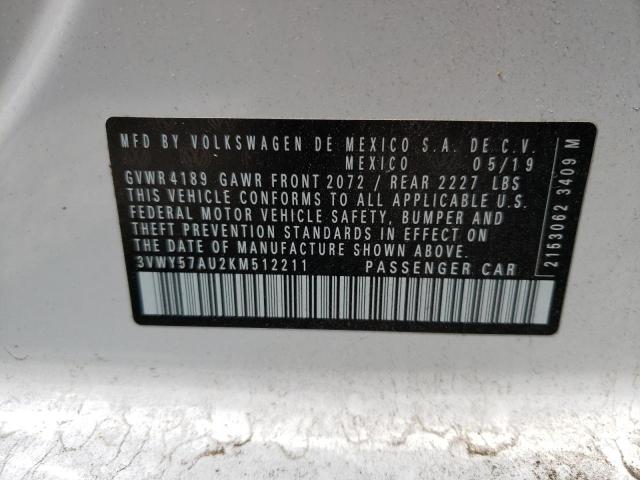 MFD BY VOLKSWAGEN DE MEXICO S.A. DE C.V.
MEXICO 05/19
GVWR 4189 GAWR FRONT 2072 / REAR 2227 LBS
THIS VEHICLE CONFORMS TO ALL APPLICABLE U.S.
FEDERAL MOTOR VEHICLE SAFETY, BUMPER AND
THEFT PREVENTION STANDARDS IN EFFECT ON
THE DATE OF MANUFACTURE SHOWN ABOVE.
3VWY57AU2KM512211 PASSENGER CAR
2153062 3409 M